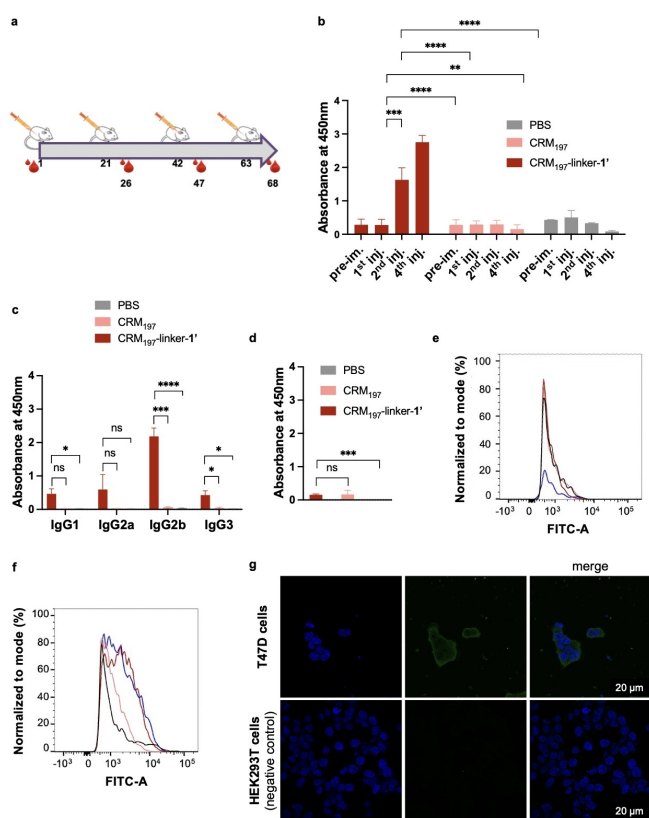 a
1
21
42
63
26
47
68
b
****
****
**
****
***
Absorbance at 450nm
4
3
2
1
0
pre-im.
1st inj.
2nd inj.
4th inj.
pre-im.
1st inj.
2nd inj.
4th inj.
pre-im.
1st inj.
2nd inj.
4th inj.
PBS
CRM197
CRM197-linker-1'
c
PBS
CRM197
CRM197-linker-1'
Absorbance at 450nm
4
3
2
1
0
*
ns
ns
ns
****
***
*
*
IgG1
IgG2a
IgG2b
IgG3
d
Absorbance at 450nm
4
3
2
1
0
PBS
CRM197
CRM197-linker-1'
***
ns
e
Normalized to mode (%)
100
80
60
40
20
0
-10³
0
10³
10⁴
10⁵
FITC-A
f
Normalized to mode (%)
100
80
60
40
20
0
-10³
0
10³
10⁴
10⁵
FITC-A
g
merge
T47D cells
20 µm
HEK293T cells
(negative control)
20 µm